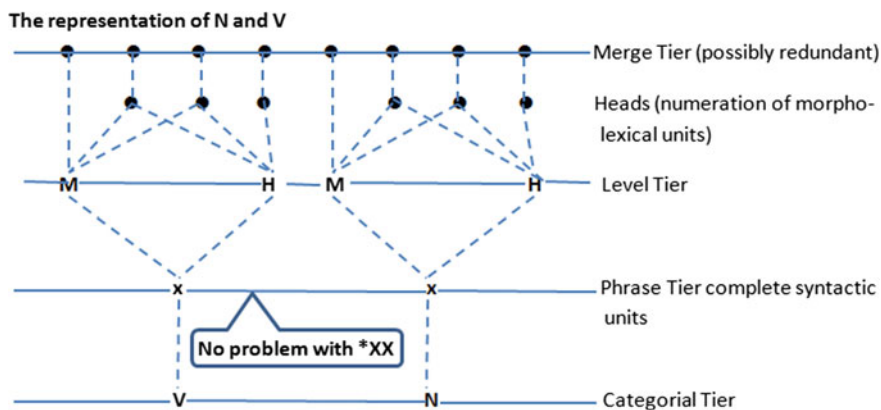 The representation of N and V
Merge Tier (possibly redundant)
Heads (numeration of morpho-
lexical units)
M H M H Level Tier
x x Phrase Tier complete syntactic
units
No problem with *XX
V N Categorial Tier